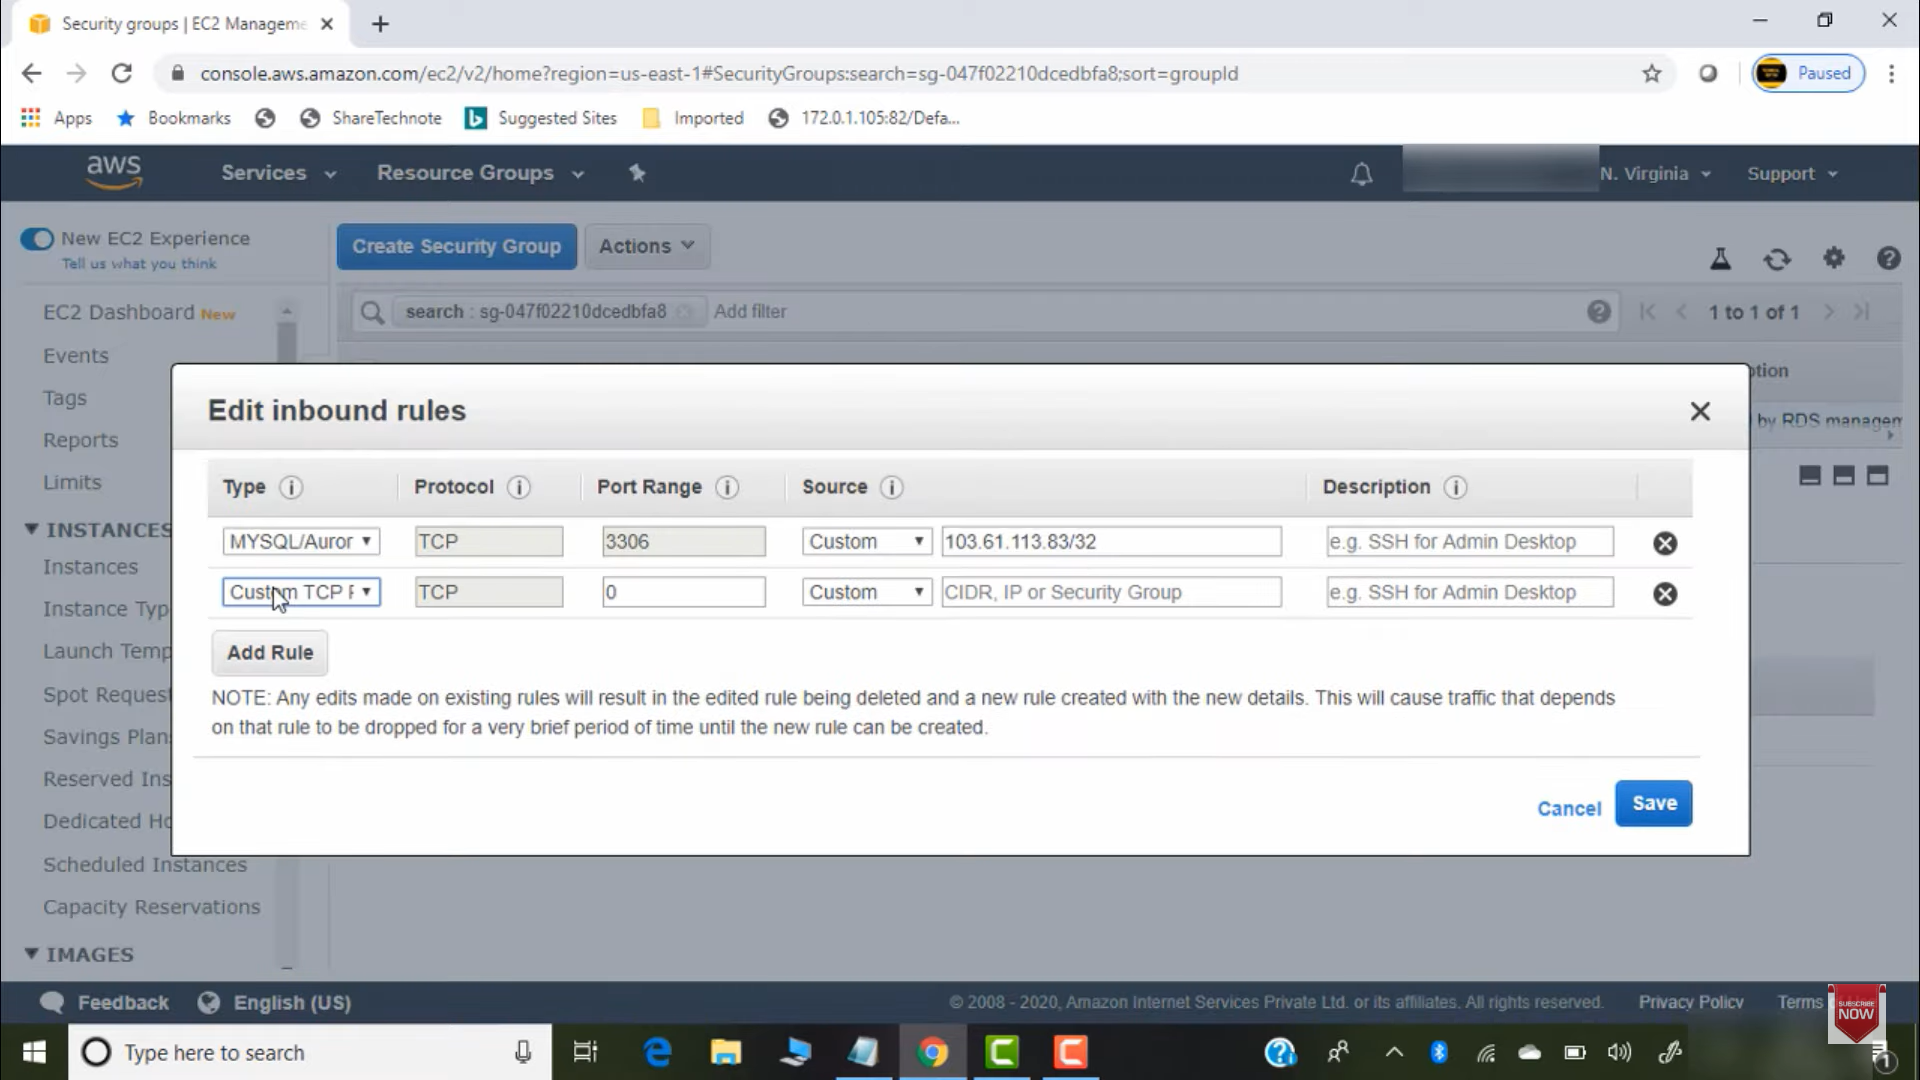 Security groups | EC2 Manageme
console.aws.amazon.com/ec2/v2/home?region=us-east-1#SecurityGroups:search=sg-047f02210dcedbfa8;sort=groupId
Paused
Apps
Bookmarks
ShareTechnote
Suggested Sites
Imported
172.0.1.105:82/Defa...
aws
Services
Resource Groups
N. Virginia
Support
New EC2 Experience
Tell us what you think
Create Security Group
Actions
search : sg-047f02210dcedbfa8
Add filter
1 to 1 of 1
EC2 Dashboard New
Events
Tags
Reports
Limits
INSTANCES
Instances
Instance Typ
Launch Temp
Spot Request
Savings Plan
Reserved Ins
Dedicated Ho
Scheduled Instances
Capacity Reservations
IMAGES
ption
by RDS managem
Edit inbound rules
Type
Protocol
Port Range
Source
Description
MYSQL/Auror
TCP
3306
Custom
103.61.113.83/32
e.g. SSH for Admin Desktop
Custom TCP F
TCP
0
Custom
CIDR, IP or Security Group
e.g. SSH for Admin Desktop
Add Rule
NOTE: Any edits made on existing rules will result in the edited rule being deleted and a new rule created with the new details. This will cause traffic that depends
on that rule to be dropped for a very brief period of time until the new rule can be created.
Cancel
Save
Feedback
English (US)
© 2008 - 2020, Amazon Internet Services Private Ltd. or its affiliates. All rights reserved.
Privacy Policy
Terms
SUBSCRIBE
NOW
Type here to search
1